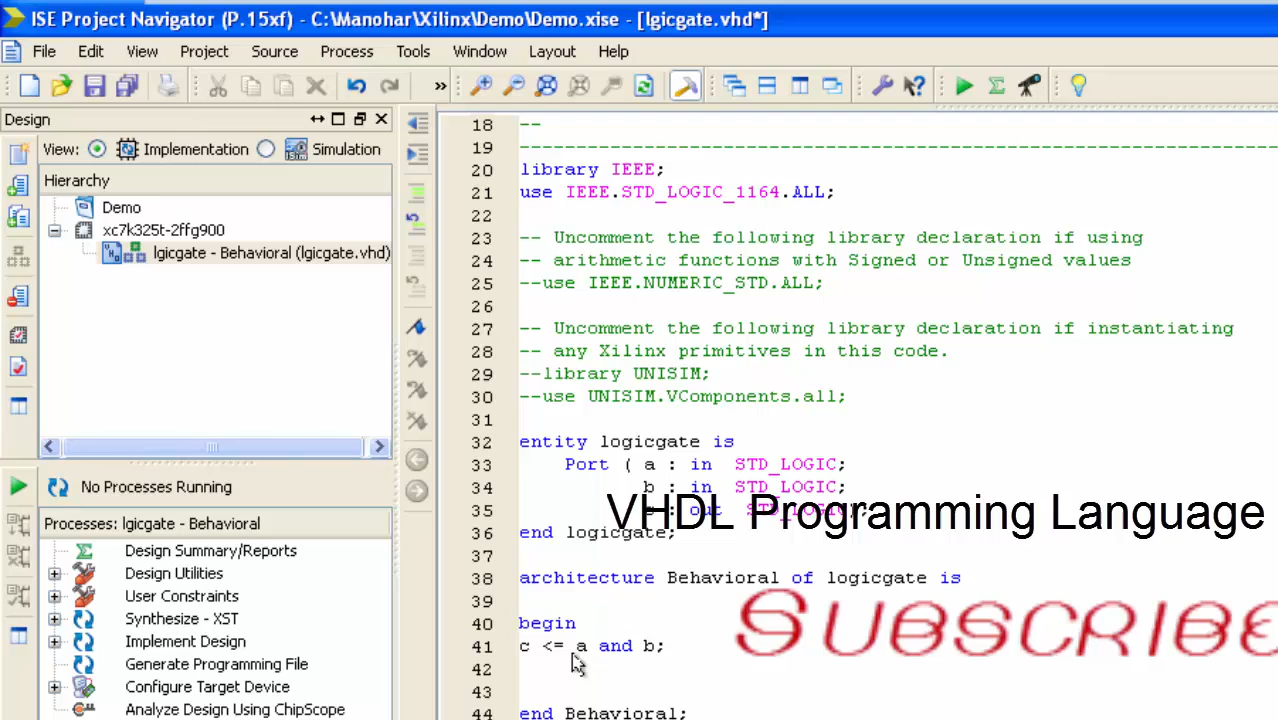 ISE Project Navigator (P.15xf) - C:\Manohar\Xilinx\Demo\Demo.xise - [lgicgate.vhd*]
File Edit View Project Source Process Tools Window Layout Help
»
Design
View: Implementation Simulation
Hierarchy
Demo
xc7k325t-2ffg900
lgicgate - Behavioral (lgicgate.vhd)
No Processes Running
Processes: lgicgate - Behavioral
Design Summary/Reports
Design Utilities
User Constraints
Synthesize - XST
Implement Design
Generate Programming File
Configure Target Device
Analyze Design Using ChipScope
18 --
19 --------------------------------------------------------------------
20 library IEEE;
21 use IEEE.STD_LOGIC_1164.ALL;
22
23 -- Uncomment the following library declaration if using
24 -- arithmetic functions with Signed or Unsigned values
25 --use IEEE.NUMERIC_STD.ALL;
26
27 -- Uncomment the following library declaration if instantiating
28 -- any Xilinx primitives in this code.
29 --library UNISIM;
30 --use UNISIM.VComponents.all;
31
32 entity logicgate is
33 Port ( a : in STD_LOGIC;
34 b : in STD_LOGIC;
35 : out STD_LOGIC
36 end logicgate;
37
38 architecture Behavioral of logicgate is
39
40 begin
41 c <= a and b;
42
43
44 end Behavioral;
VHDL Programming Language
SUBSCRIBE